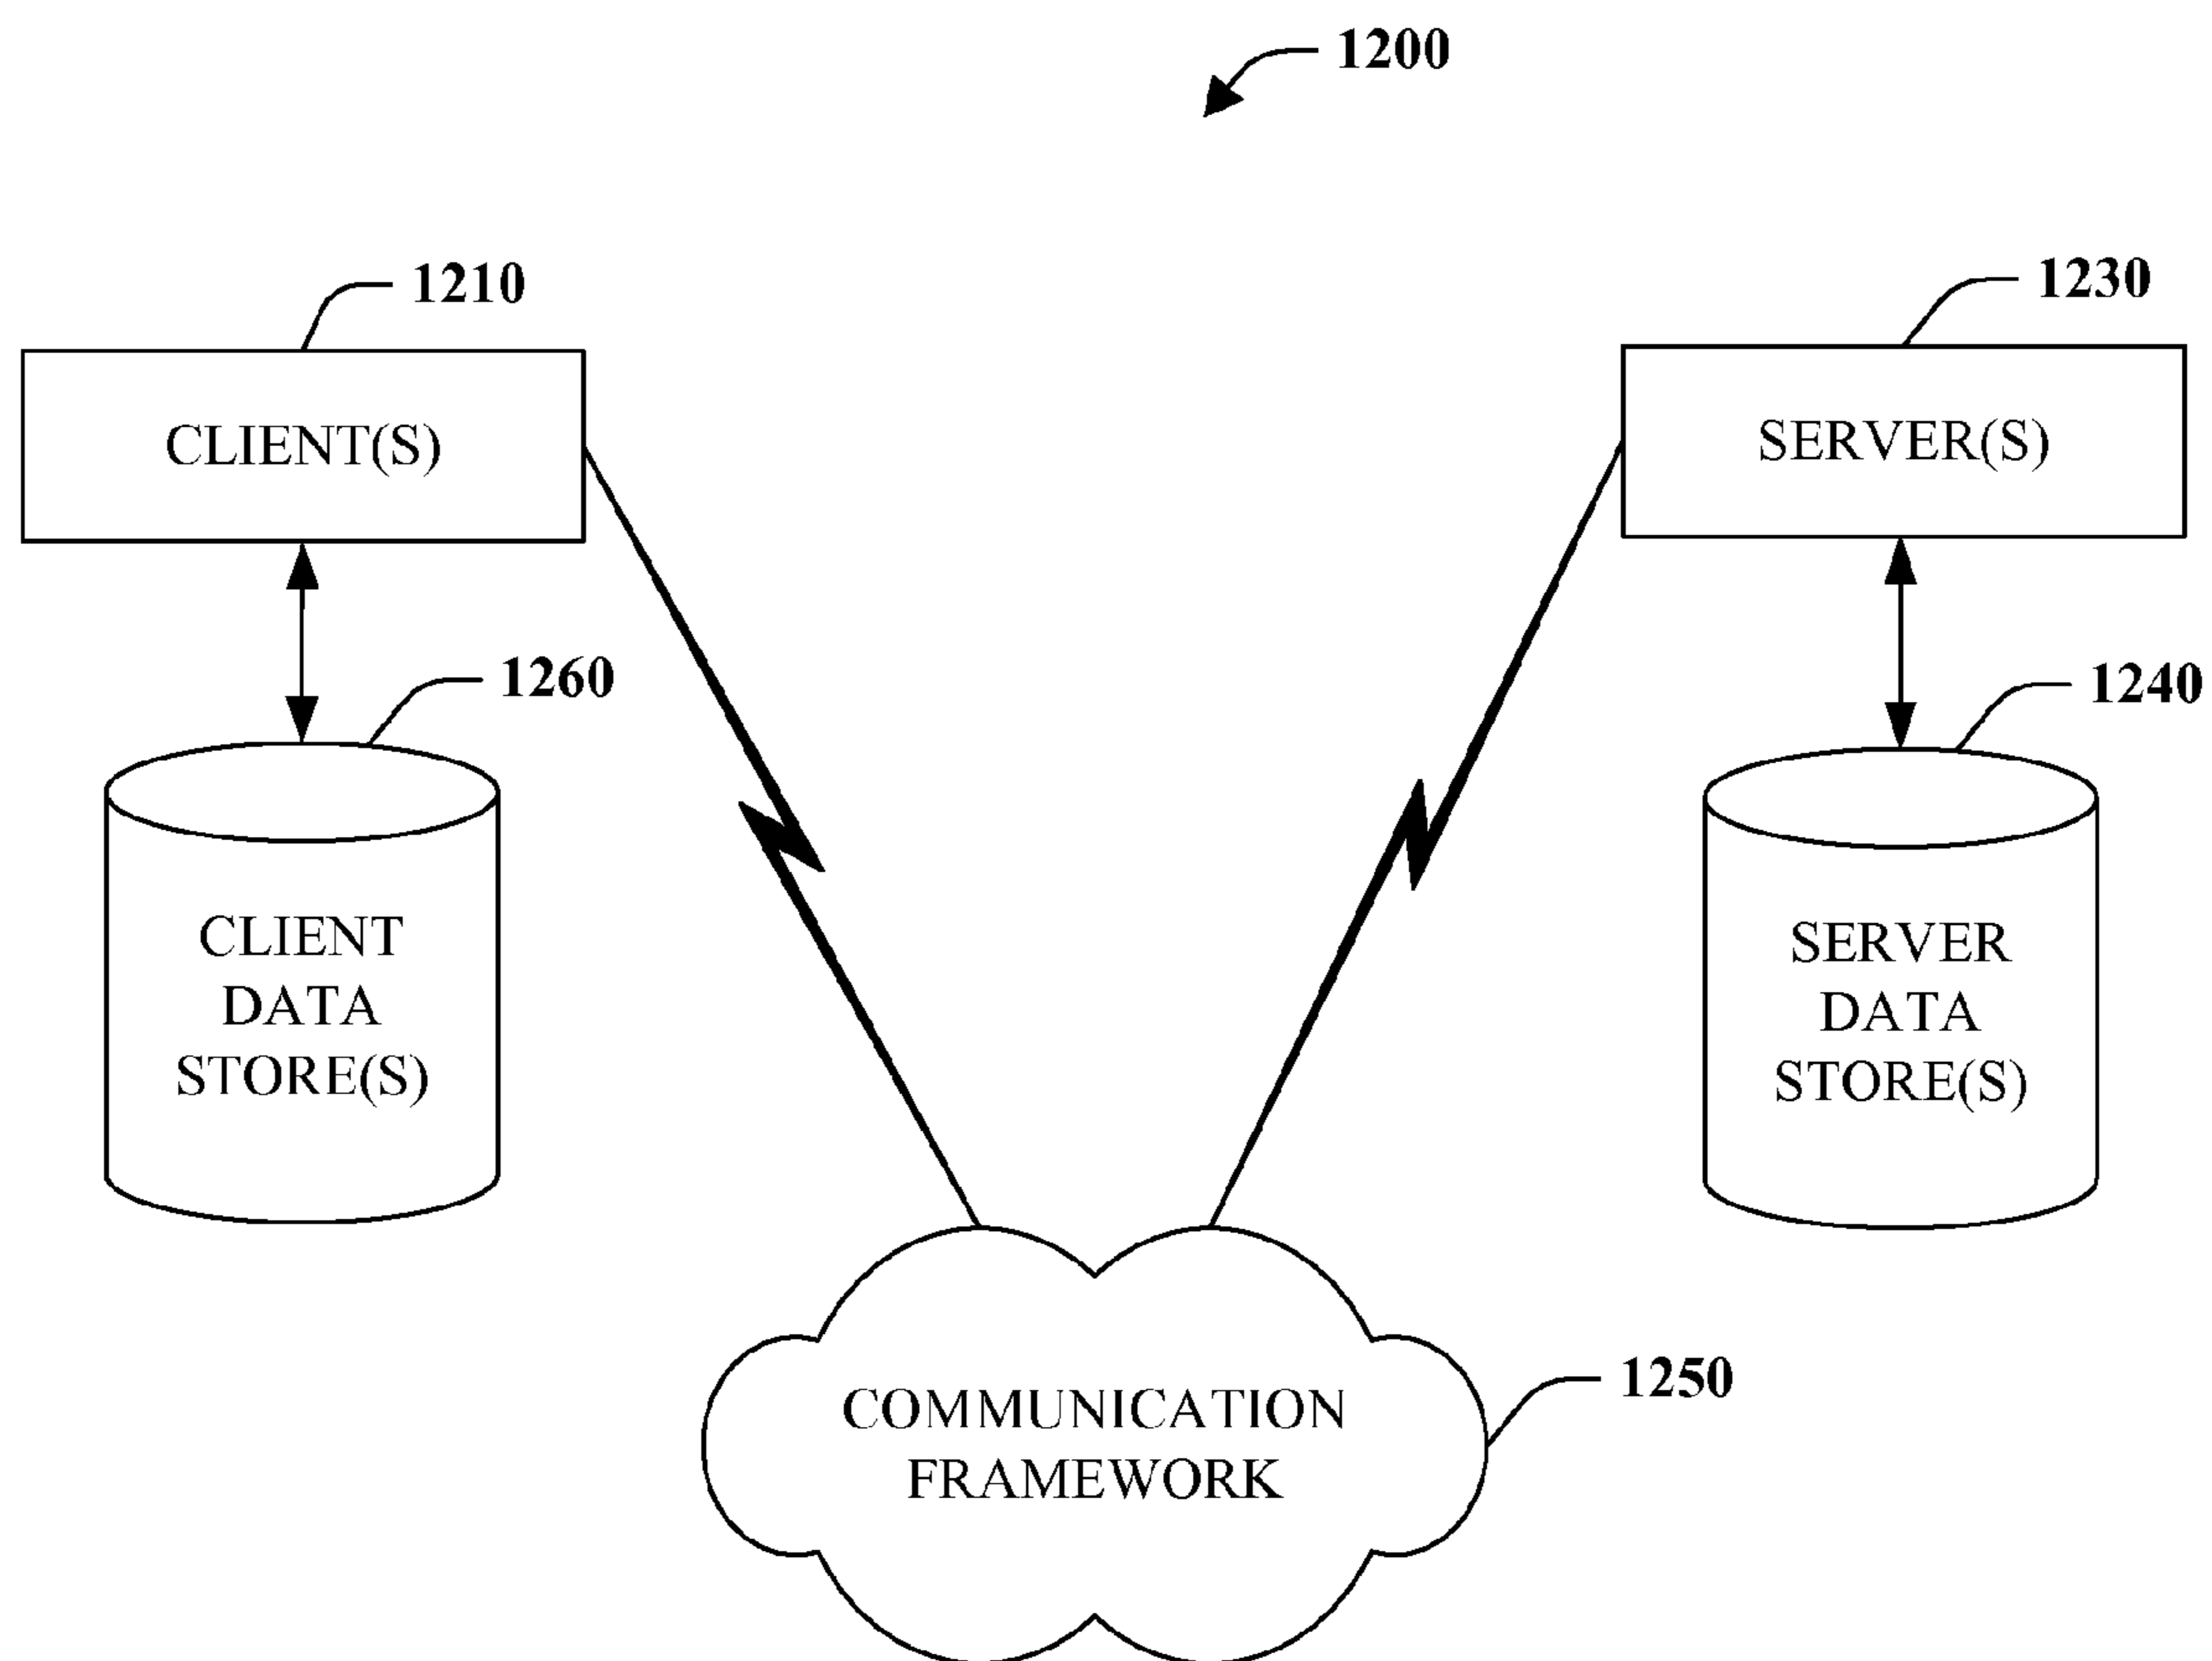 1200
1210
1230
CLIENT(S)
SERVER(S)
1260
1240
CLIENT
DATA
STORE(S)
SERVER
DATA
STORE(S)
1250
COMMUNICATION
FRAMEWORK